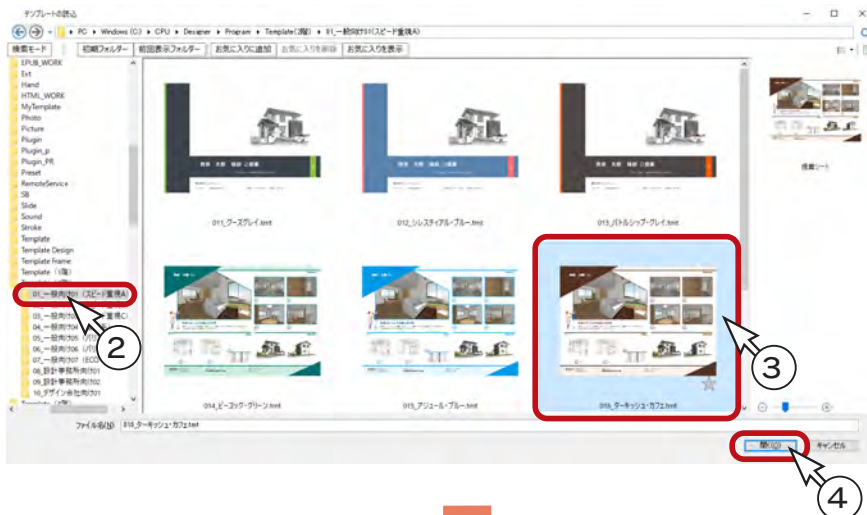 テンプレートの読込
PC › Windows (C:) › CPU › Designer › Program › Template(2階) › 01_一般向け01(スピード重視A)
検索モード
初期フォルダー
前回表示フォルダー
お気に入りに追加
お気に入りを削除
お気に入りを表示
EPUB_WORK
Ext
Hand
HTML_WORK
MyTemplate
Photo
Picture
Plugin
Plugin_p
Plugin_PR
Preset
RemoteService
SB
Slide
Sound
Stroke
Template
Template Design
Template Frame
Template (1階)
01_一般向け01 (スピード重視A)
03_一般向け03
重視C)
04_一般向け04
05_一般向け05
06_一般向け06
07_一般向け07 (ECO
08_設計事務所向け01
09_設計事務所向け02
10_デザイン会社向け01
011_グースグレイ.tmt
012_シレスティアル・ブルー.tmt
013_バトルシップ・グレイ.tmt
014_ピーコック・グリーン.tmt
015_アジュール・ブルー.tmt
016_ターキッシュ・カフェ.tmt
提案シート
②
③
ファイル名(N)
016_ターキッシュ・カフェ.tmt
開く(O)
キャンセル
④